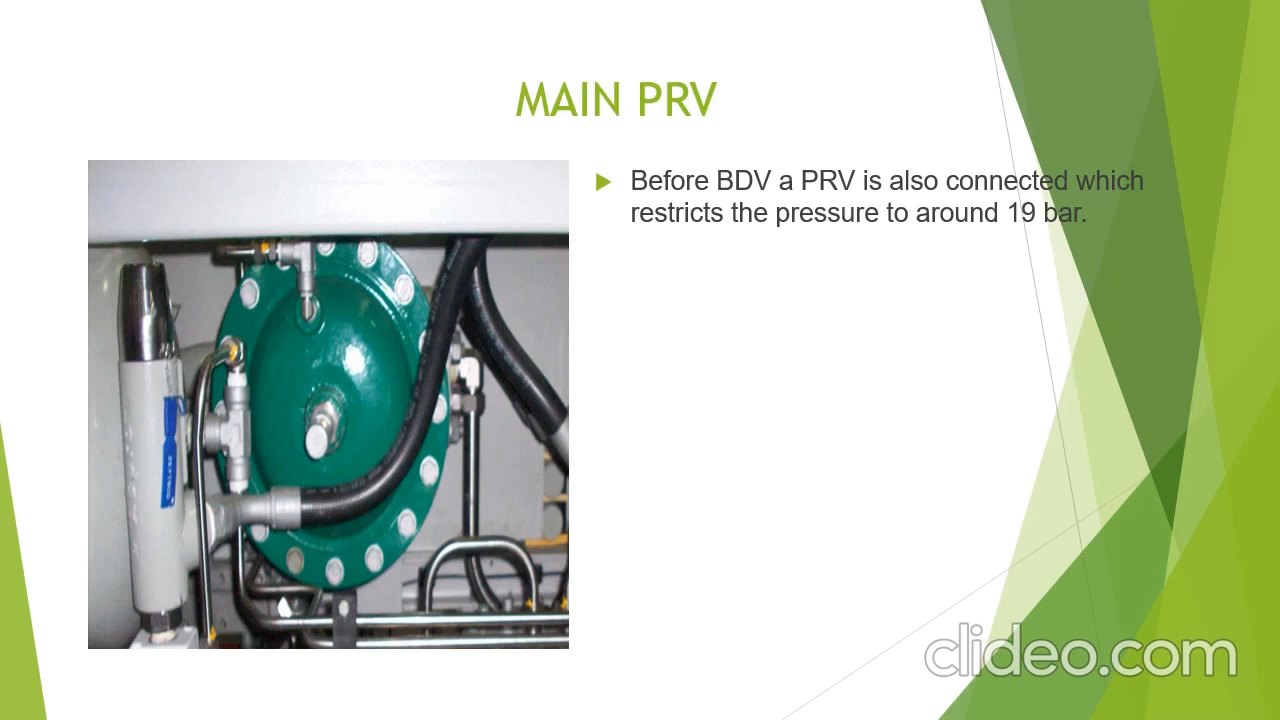 MAIN PRV
Before BDV a PRV is also connected which
restricts the pressure to around 19 bar.
clideo.com